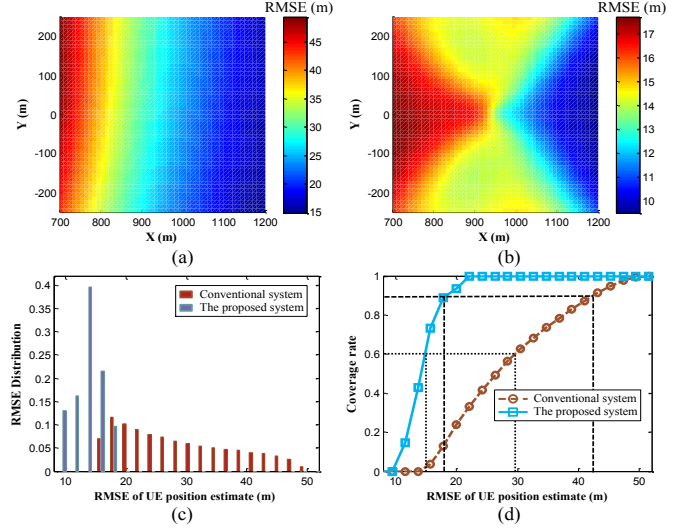 RMSE (m)
RMSE (m)
200
100
0
-100
-200
Y (m)
45
40
35
30
25
20
15
700 800 900 1000 1100 1200
X (m)
(a)
200
100
0
-100
-200
Y (m)
17
16
15
14
13
12
11
10
700 800 900 1000 1100 1200
X (m)
(b)
0.4
0.35
0.3
0.25
0.2
0.15
0.1
0.05
0
RMSE Distribution
Conventional system
The proposed system
10 20 30 40 50
RMSE of UE position estimate (m)
(c)
1
0.8
0.6
0.4
0.2
0
Coverage rate
Conventional system
The proposed system
10 20 30 40 50
RMSE of UE position estimate (m)
(d)